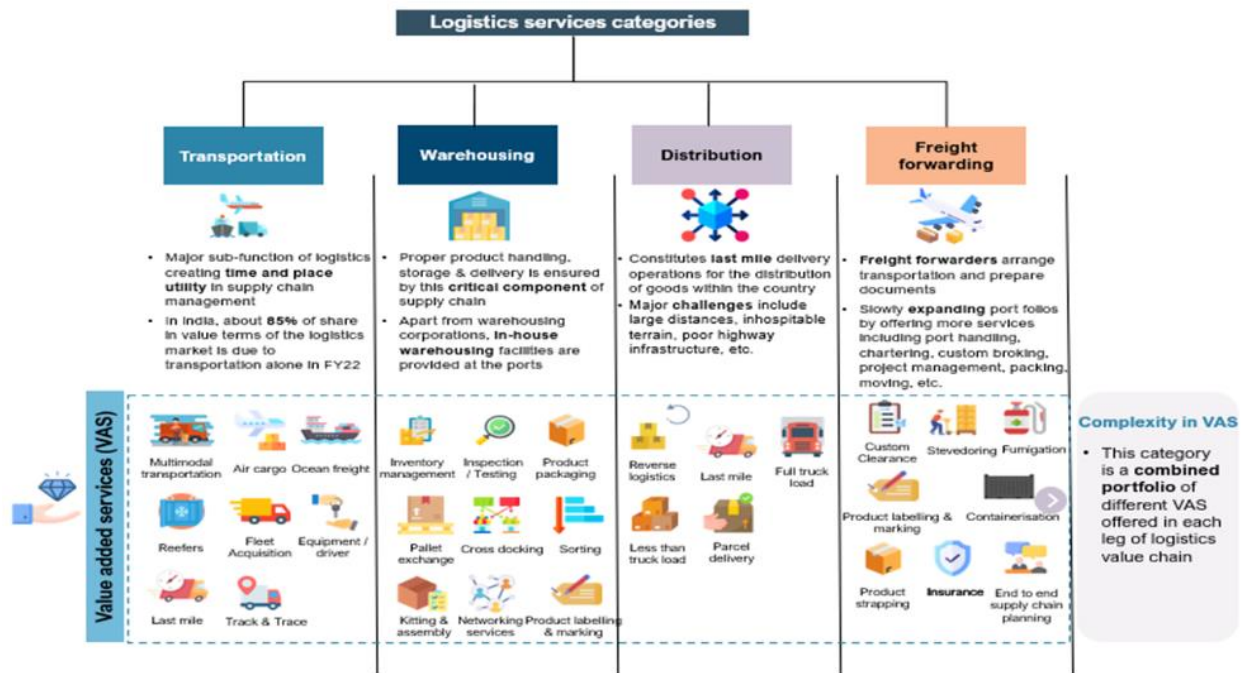 Logistics services categories
Transportation
Warehousing
Distribution
Freight
forwarding
• Major sub-function of logistics
creating time and place
utility in supply chain
management
• In India, about 85% of share
in value terms of the logistics
market is due to
transportation alone in FY22
• Proper product handling,
storage & delivery is ensured
by this critical component of
supply chain
• Apart from warehousing
corporations, in-house
warehousing facilities are
provided at the ports
• Constitutes last mile delivery
operations for the distribution
of goods within the country
• Major challenges include
large distances, inhospitable
terrain, poor highway
infrastructure, etc.
• Freight forwarders arrange
transportation and prepare
documents
• Slowly expanding port folios
by offering more services
including port handling,
chartering, custom broking,
project management, packing,
moving, etc.
Value added services (VAS)
Multimodal
transportation
Air cargo
Ocean freight
Reefers
Fleet
Acquisition
Equipment /
driver
Last mile
Track & Trace
Inventory
management
Inspection
/ Testing
Product
packaging
Pallet
exchange
Cross docking
Sorting
Kitting &
assembly
Networking
services
Product labelling
& marking
Reverse
logistics
Last mile
Full truck
load
Less than
truck load
Parcel
delivery
Custom
Clearance
Stevedoring
Fumigation
Product labelling &
marking
Containerisation
Product
strapping
Insurance
End to end
supply chain
planning
Complexity in VAS
• This category
is a combined
portfolio of
different VAS
offered in each
leg of logistics
value chain